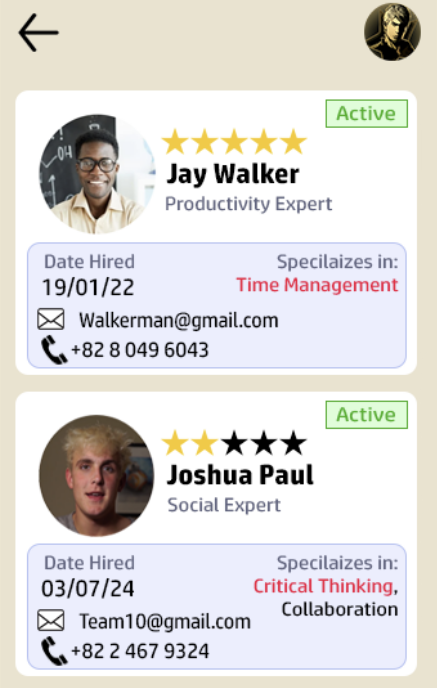 Active
Jay Walker
Productivity Expert
Date Hired
Specilaizes in:
19/01/22
Time Management
Walkerman@gmail.com
+82 8 049 6043
Active
Joshua Paul
Social Expert
Date Hired
Specilaizes in:
03/07/24
Critical Thinking,
Collaboration
Team10@gmail.com
+82 2 467 9324